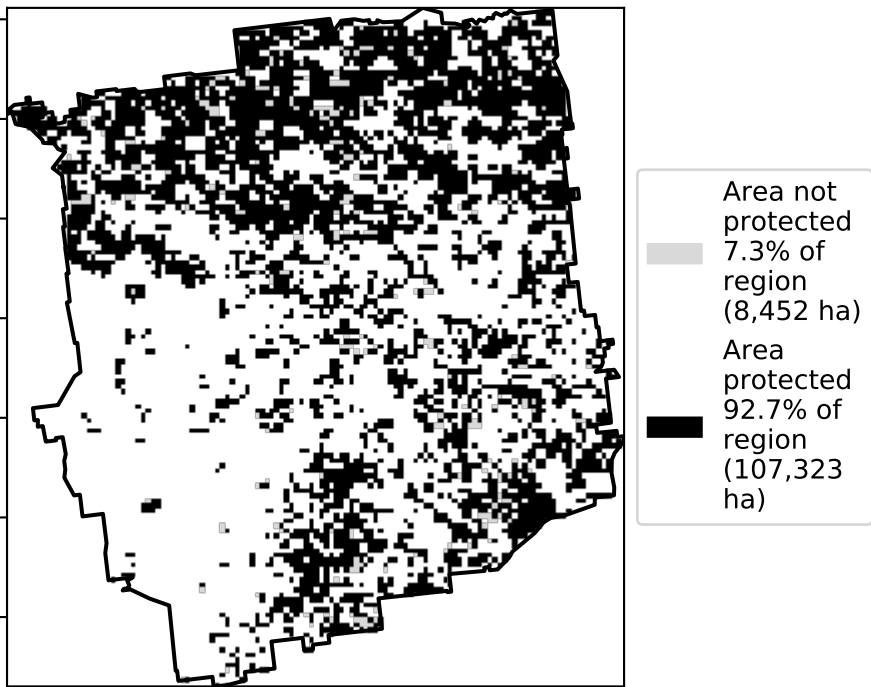 Area not
protected
7.3% of
region
(8,452 ha)
Area
protected
92.7% of
region
(107,323
ha)